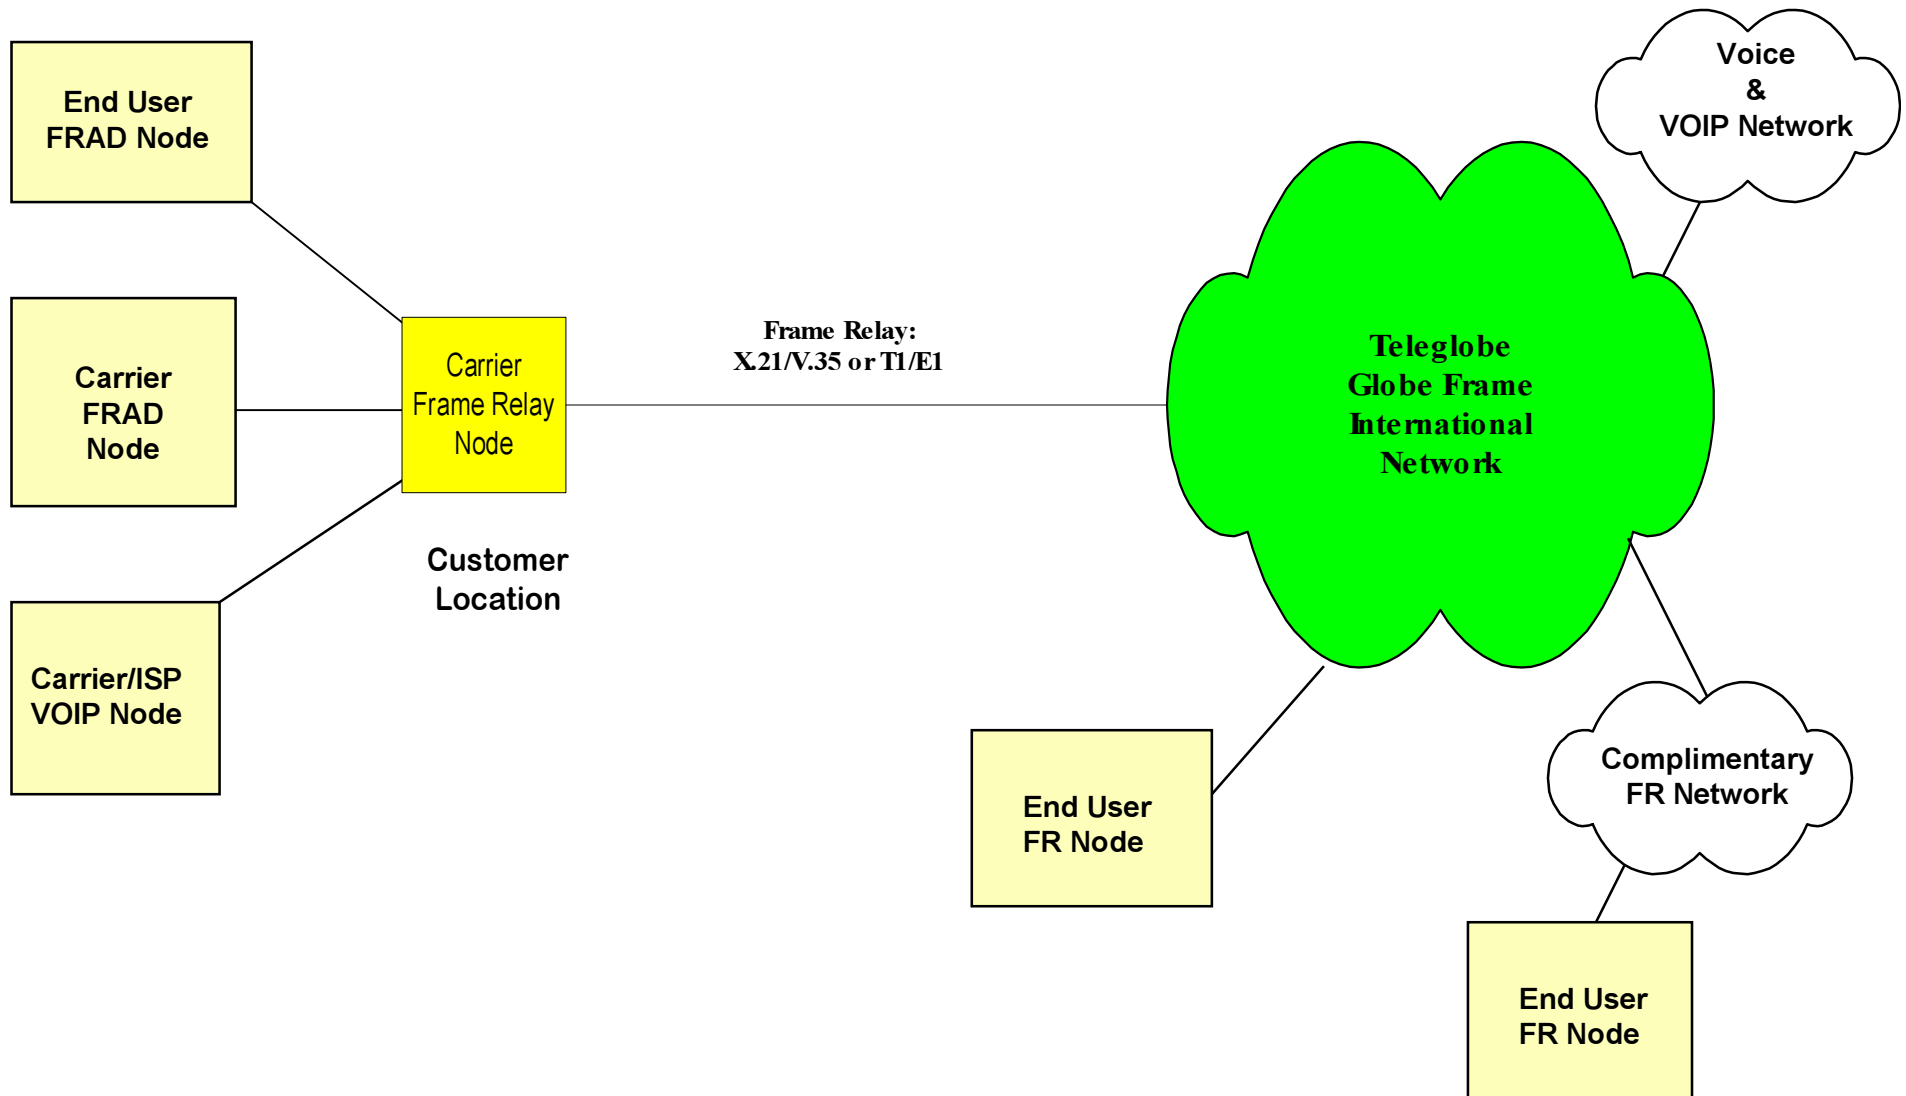 End User
FRAD Node
Carrier
FRAD
Node
Carrier/ISP
VOIP Node
Carrier
Frame Relay
Node
Customer
Location
Frame Relay:
X.21/V.35 or T1/E1
Teleglobe
Globe Frame
International
Network
Voice
&
VOIP Network
Complimentary
FR Network
End User
FR Node
End User
FR Node